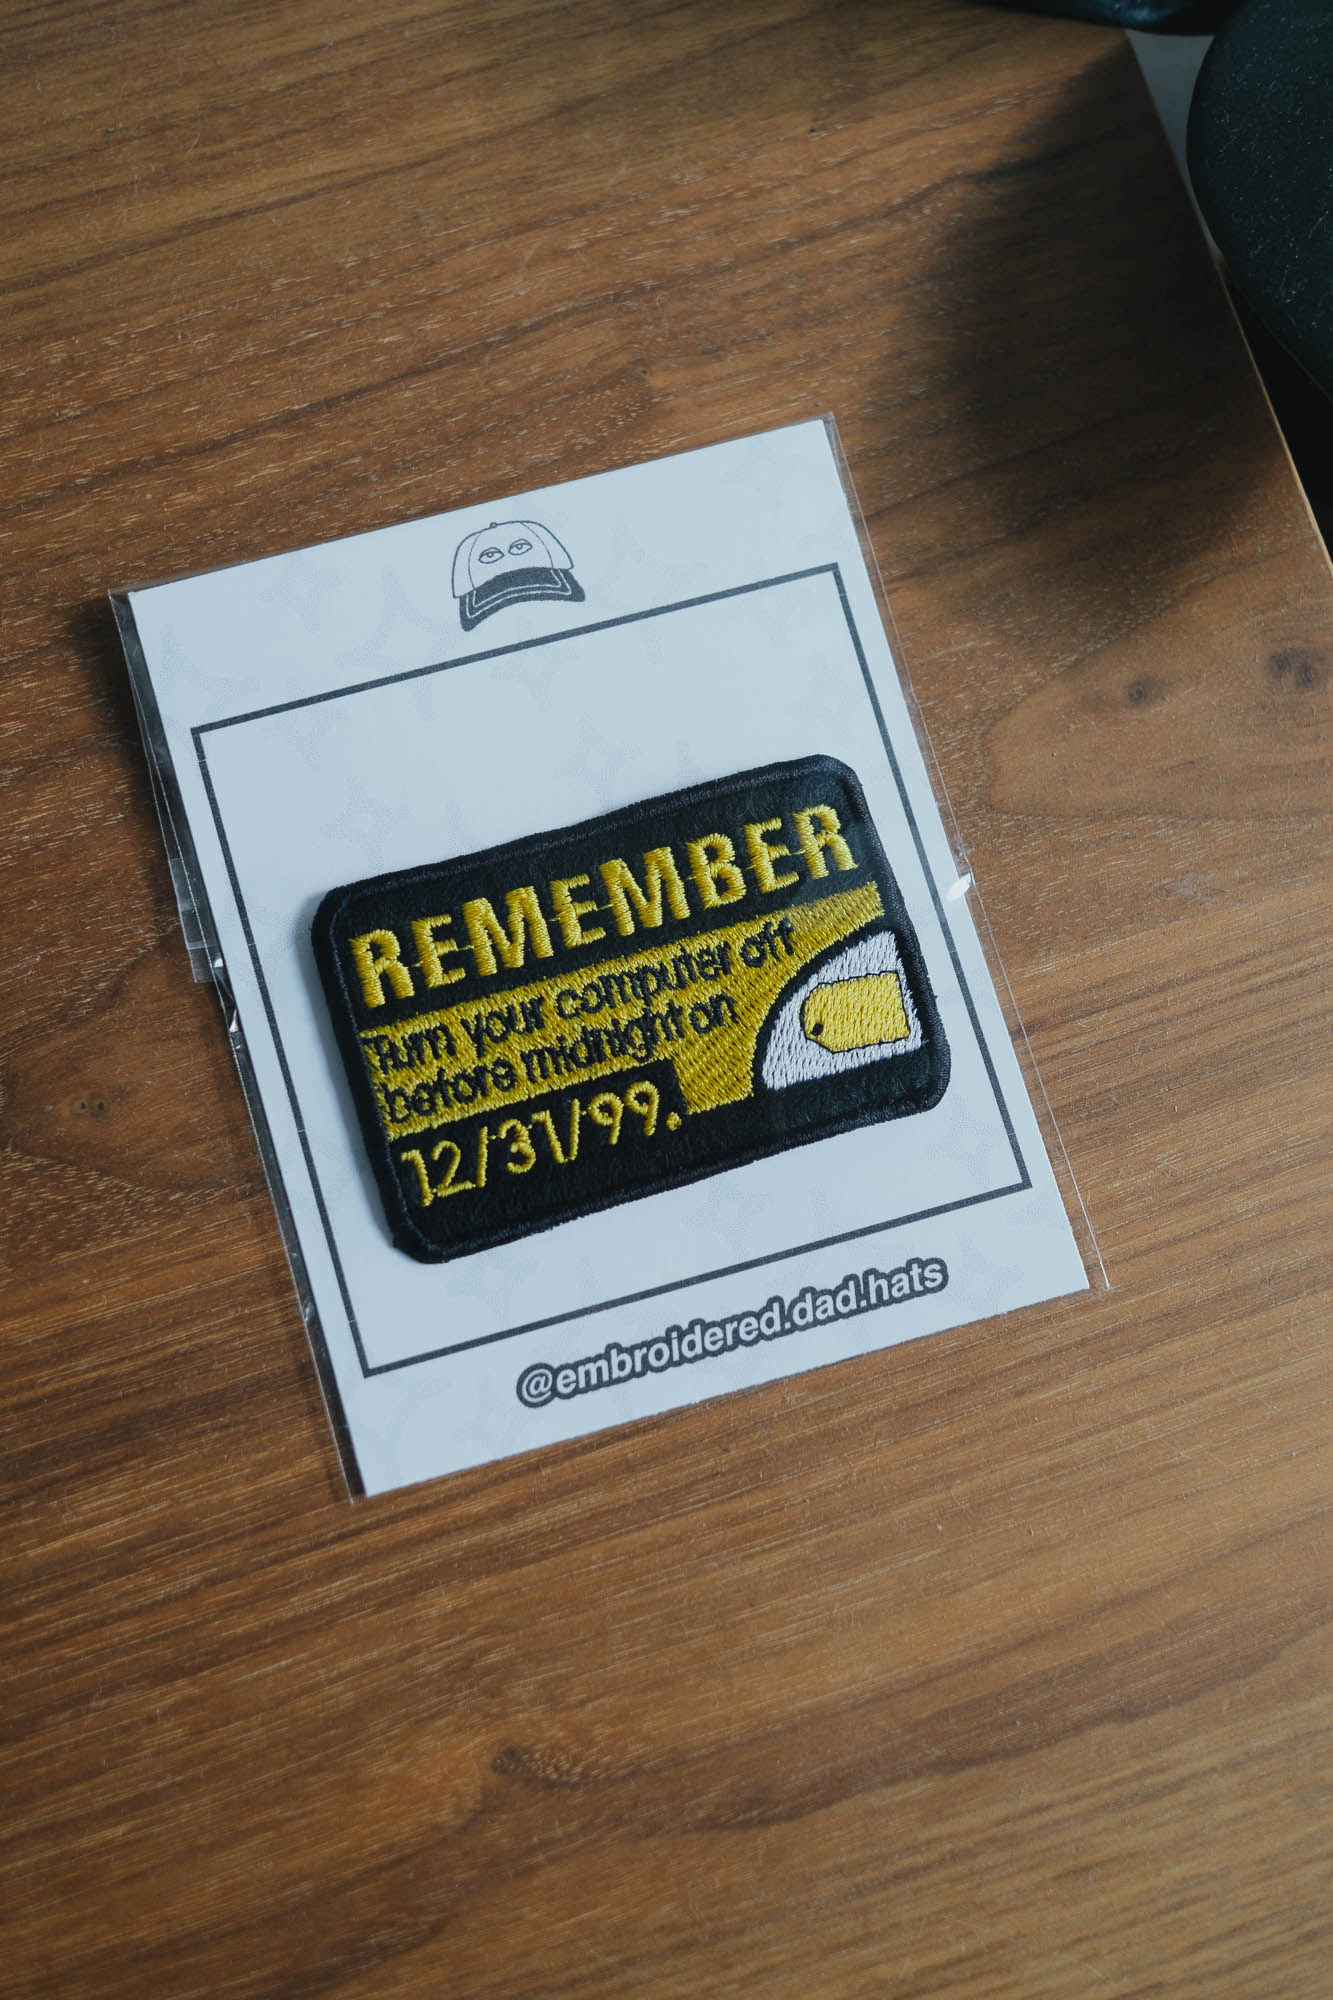 REMEMBER
Turn your computer off
before midnight on
12/31/99.
@embroidered.dad.hats